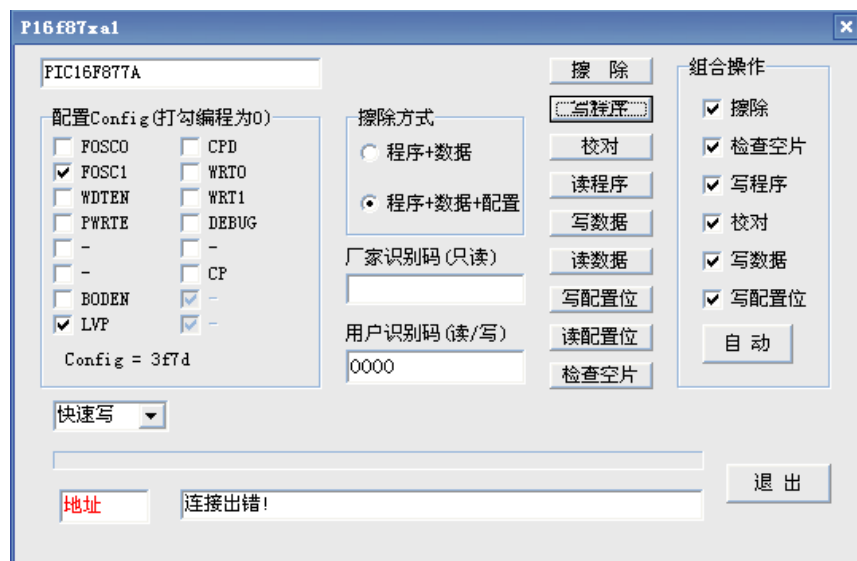 P16f87xa1
PIC16F877A
配置Config(打勾编程为0)
FOSC0
CPD
FOSC1
WRT0
WDTEN
WRT1
PWRTE
DEBUG
-
-
-
CP
BODEN
-
LVP
-
Config = 3f7d
擦除方式
程序+数据
程序+数据+配置
厂家识别码(只读)
用户识别码(读/写)
0000
擦 除
写程序
校对
读程序
写数据
读数据
写配置位
读配置位
检查空片
组合操作
擦除
检查空片
写程序
校对
写数据
写配置位
自 动
快速写
地址
连接出错!
退 出